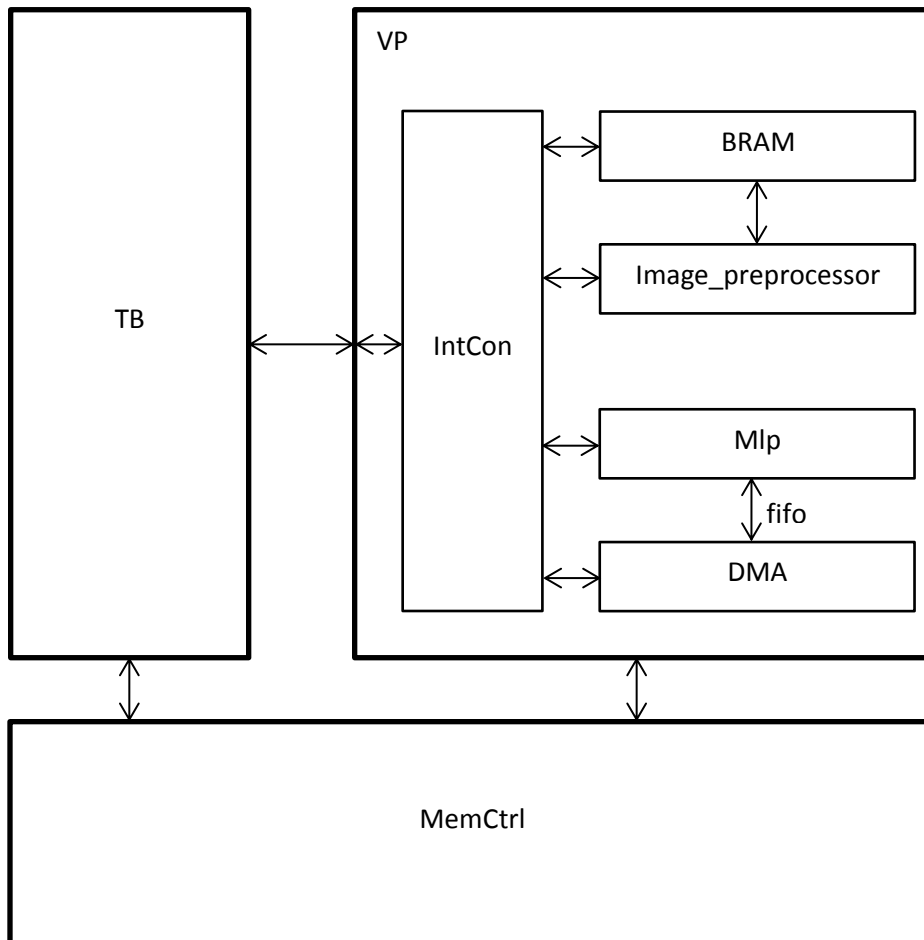 VP
BRAM
Image_preprocessor
TB
IntCon
Mlp
fifo
DMA
MemCtrl